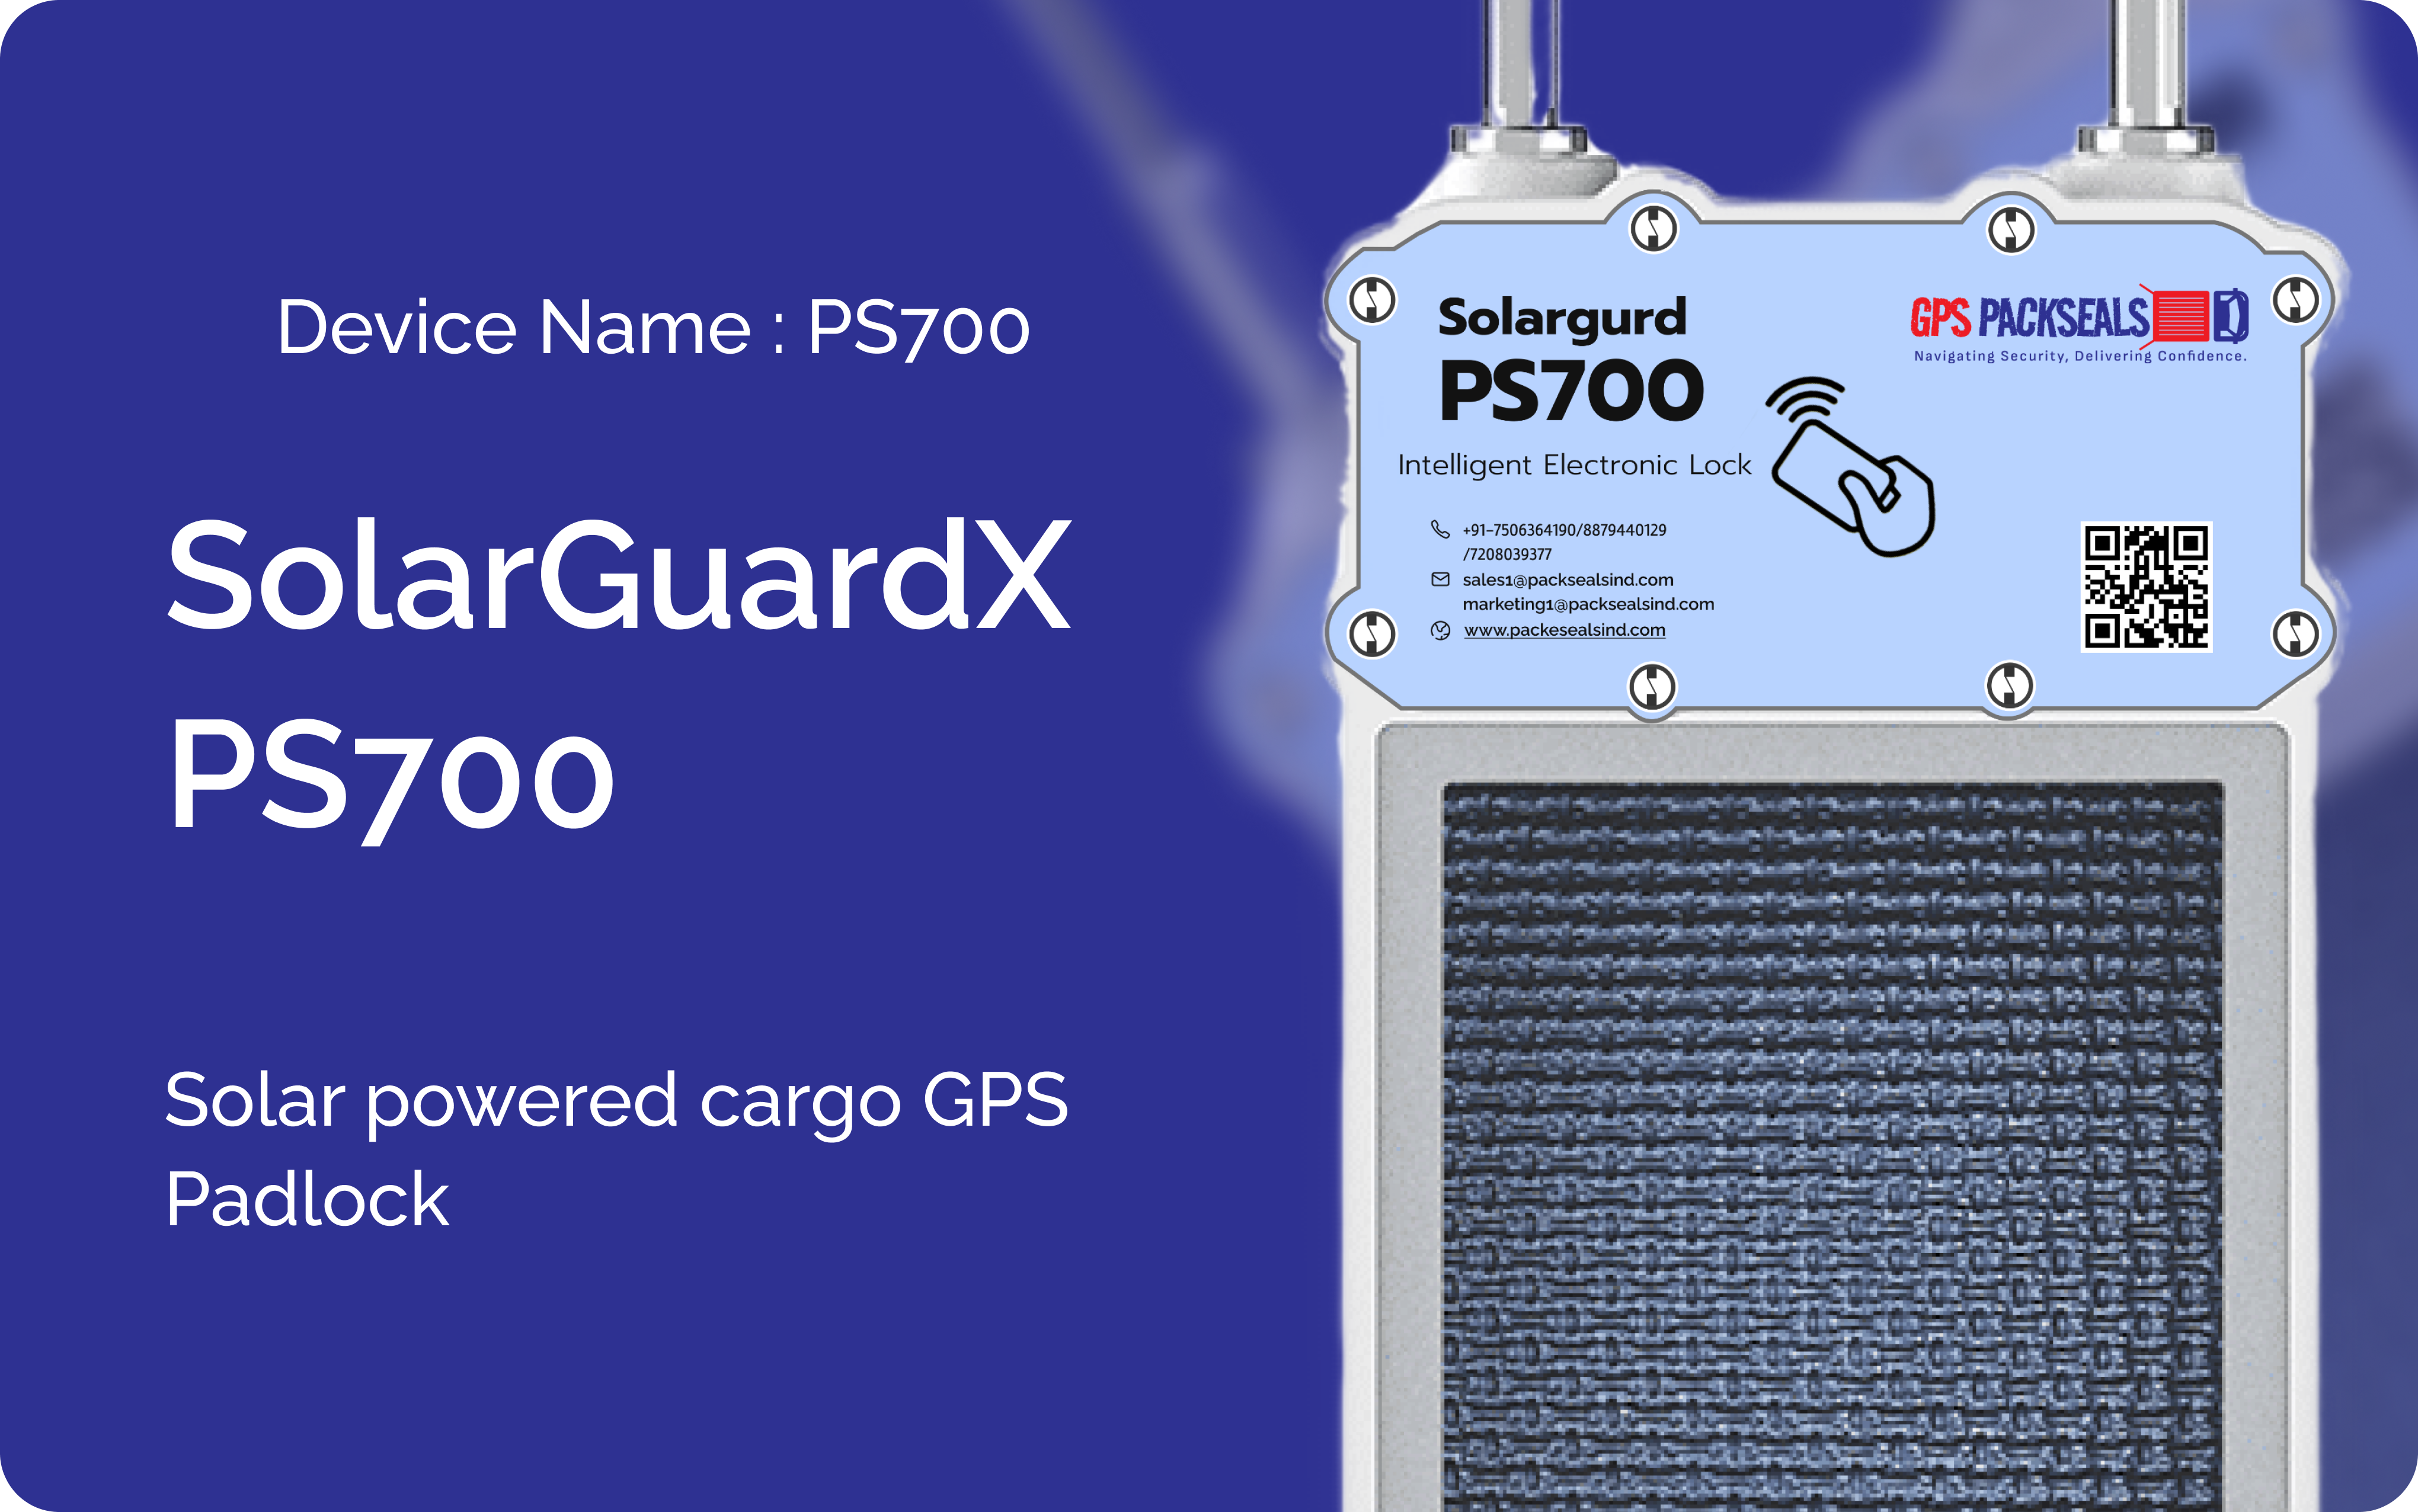 Device Name : PS700
SolarGuardX
PS700
Solar powered cargo GPS
Padlock
Solargurd
PS700
Intelligent Electronic Lock
+91-7506364190/8879440129
/7208039377
sales1@packsealsind.com
marketing1@packsealsind.com
www.packesealsind.com
GPS PACKSEALS
Navigating Security, Delivering Confidence.